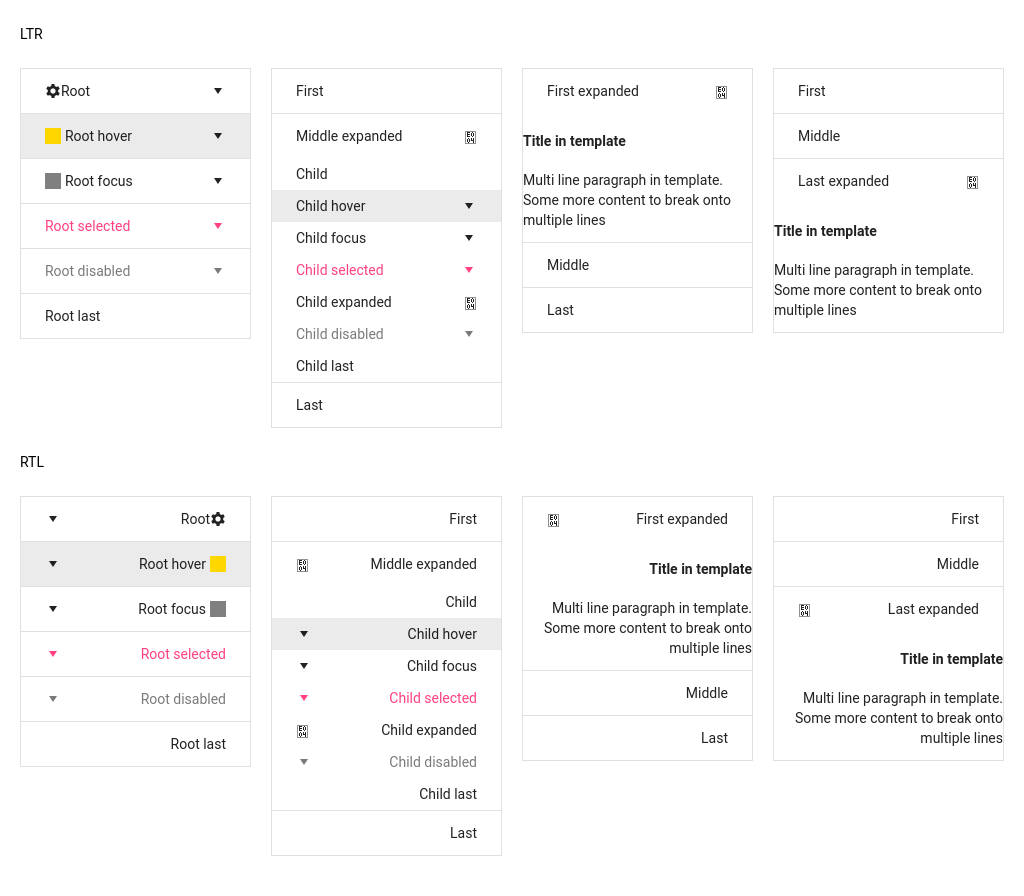 LTR
Root
Root hover
Root focus
Root selected
Root disabled
Root last
First
Middle expanded
Child
Child hover
Child focus
Child selected
Child expanded
Child disabled
Child last
Last
First expanded
Title in template
Multi line paragraph in template.
Some more content to break onto
multiple lines
Middle
Last
First
Middle
Last expanded
Title in template
Multi line paragraph in template.
Some more content to break onto
multiple lines
RTL
Root
Root hover
Root focus
Root selected
Root disabled
Root last
First
Middle expanded
Child
Child hover
Child focus
Child selected
Child expanded
Child disabled
Child last
Last
First expanded
Title in template
Multi line paragraph in template.
Some more content to break onto
multiple lines
Middle
Last
First
Middle
Last expanded
Title in template
Multi line paragraph in template.
Some more content to break onto
multiple lines